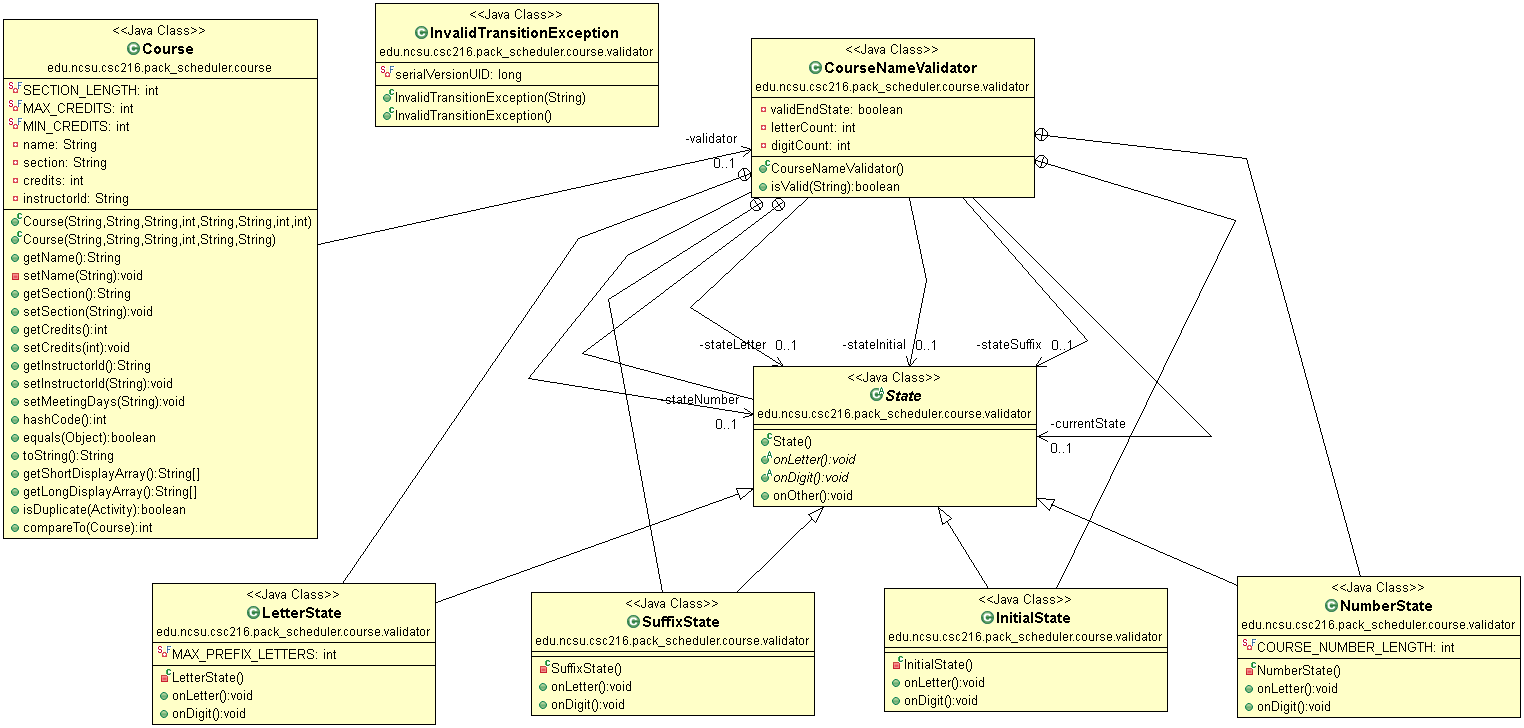 <<Java Class>>
Course
edu.ncsu.csc216.pack_scheduler.course
SECTION_LENGTH: int
MAX_CREDITS: int
MIN_CREDITS: int
name: String
section: String
credits: int
instructorId: String
Course(String,String,String,int,String,String,int,int)
Course(String,String,String,int,String,String)
getName():String
setName(String):void
getSection():String
setSection(String):void
getCredits():int
setCredits(int):void
getInstructorId():String
setInstructorId(String):void
setMeetingDays(String):void
hashCode():int
equals(Object):boolean
toString():String
getShortDisplayArray():String[]
getLongDisplayArray():String[]
isDuplicate(Activity):boolean
compareTo(Course):int
<<Java Class>>
InvalidTransitionException
edu.ncsu.csc216.pack_scheduler.course.validator
serialVersionUID: long
InvalidTransitionException(String)
InvalidTransitionException()
<<Java Class>>
CourseNameValidator
edu.ncsu.csc216.pack_scheduler.course.validator
validEndState: boolean
letterCount: int
digitCount: int
CourseNameValidator()
isValid(String):boolean
-validator
0..1
-stateLetter 0..1
-stateInitial 0..1
-stateSuffix 0..1
-stateNumber
0..1
-currentState
0..1
<<Java Class>>
State
edu.ncsu.csc216.pack_scheduler.course.validator
State()
onLetter():void
onDigit():void
onOther():void
<<Java Class>>
LetterState
edu.ncsu.csc216.pack_scheduler.course.validator
MAX_PREFIX_LETTERS: int
LetterState()
onLetter():void
onDigit():void
<<Java Class>>
SuffixState
edu.ncsu.csc216.pack_scheduler.course.validator
SuffixState()
onLetter():void
onDigit():void
<<Java Class>>
InitialState
edu.ncsu.csc216.pack_scheduler.course.validator
InitialState()
onLetter():void
onDigit():void
<<Java Class>>
NumberState
edu.ncsu.csc216.pack_scheduler.course.validator
COURSE_NUMBER_LENGTH: int
NumberState()
onLetter():void
onDigit():void